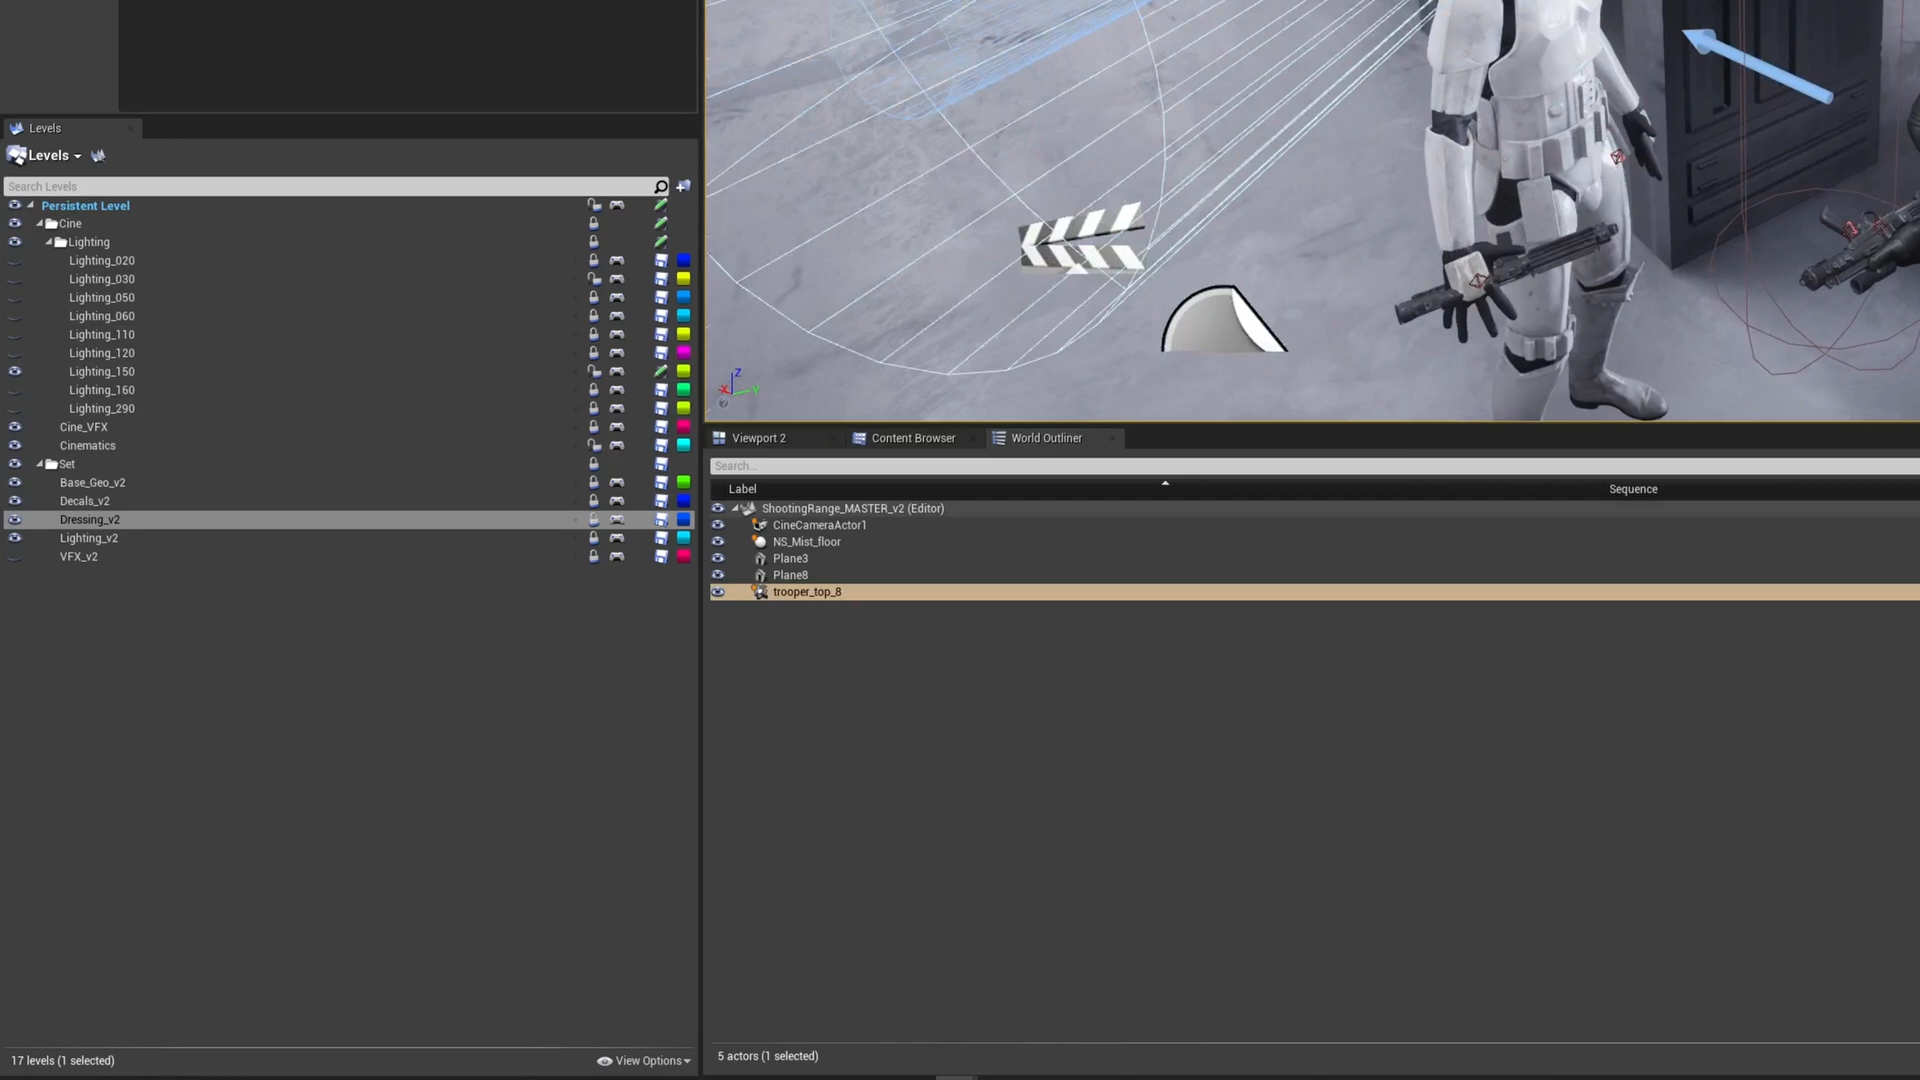 Levels
Levels
Search Levels
Persistent Level
Cine
Lighting
Lighting_020
Lighting_030
Lighting_050
Lighting_060
Lighting_110
Lighting_120
Lighting_150
Lighting_160
Lighting_290
Cine_VFX
Cinematics
Set
Base_Geo_v2
Decals_v2
Dressing_v2
Lighting_v2
VFX_v2
17 levels (1 selected)
View Options
Z
X
Y
Viewport 2
Content Browser
World Outliner
Search...
Label
Sequence
ShootingRange_MASTER_v2 (Editor)
CineCameraActor1
NS_Mist_floor
Plane3
Plane8
trooper_top_8
5 actors (1 selected)